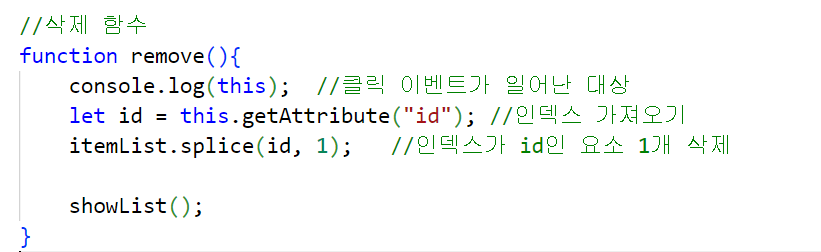 //삭제 함수
function remove(){
    console.log(this);  //클릭 이벤트가 일어난 대상
    let id = this.getAttribute("id"); //인덱스 가져오기
    itemList.splice(id, 1);   //인덱스가 id인 요소 1개 삭제
    showList();
}